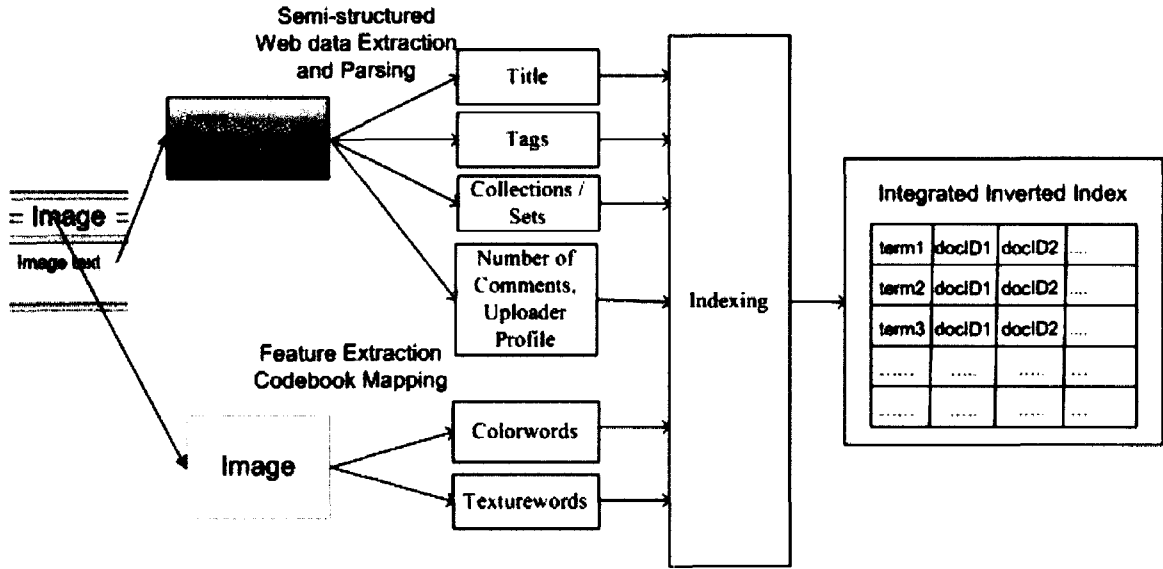 Semi-structured
Web data Extraction
and Parsing
Title
Tags
Collections /
Sets
Number of
Comments,
Uploader
Profile
= Image =
Image text
Feature Extraction
Codebook Mapping
Image
Colorwords
Texturewords
Indexing
Integrated Inverted Index
term1 docID1 docID2 ....
term2 docID1 docID2 ....
term3 docID1 docID2 ....
...... ..... ..... ....
...... ..... ..... ....